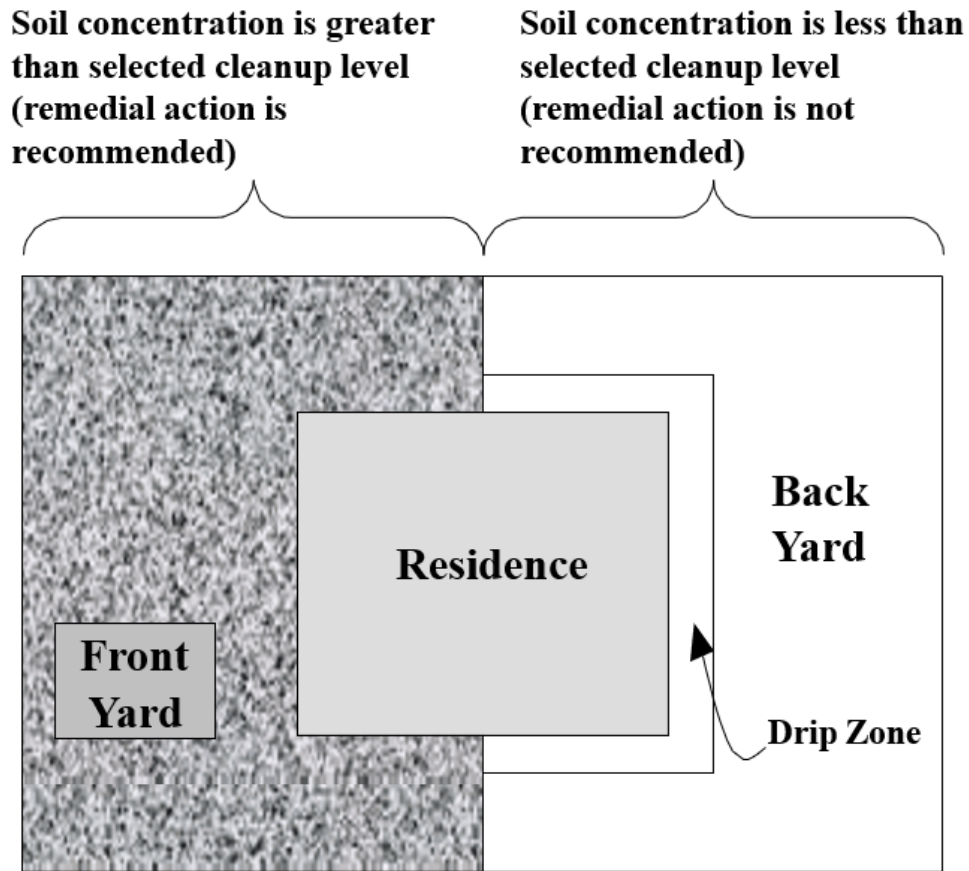 Soil concentration is greater
than selected cleanup level
(remedial action is
recommended)
Soil concentration is less than
selected cleanup level
(remedial action is not
recommended)
Back
Yard
Residence
Front
Yard
Drip Zone